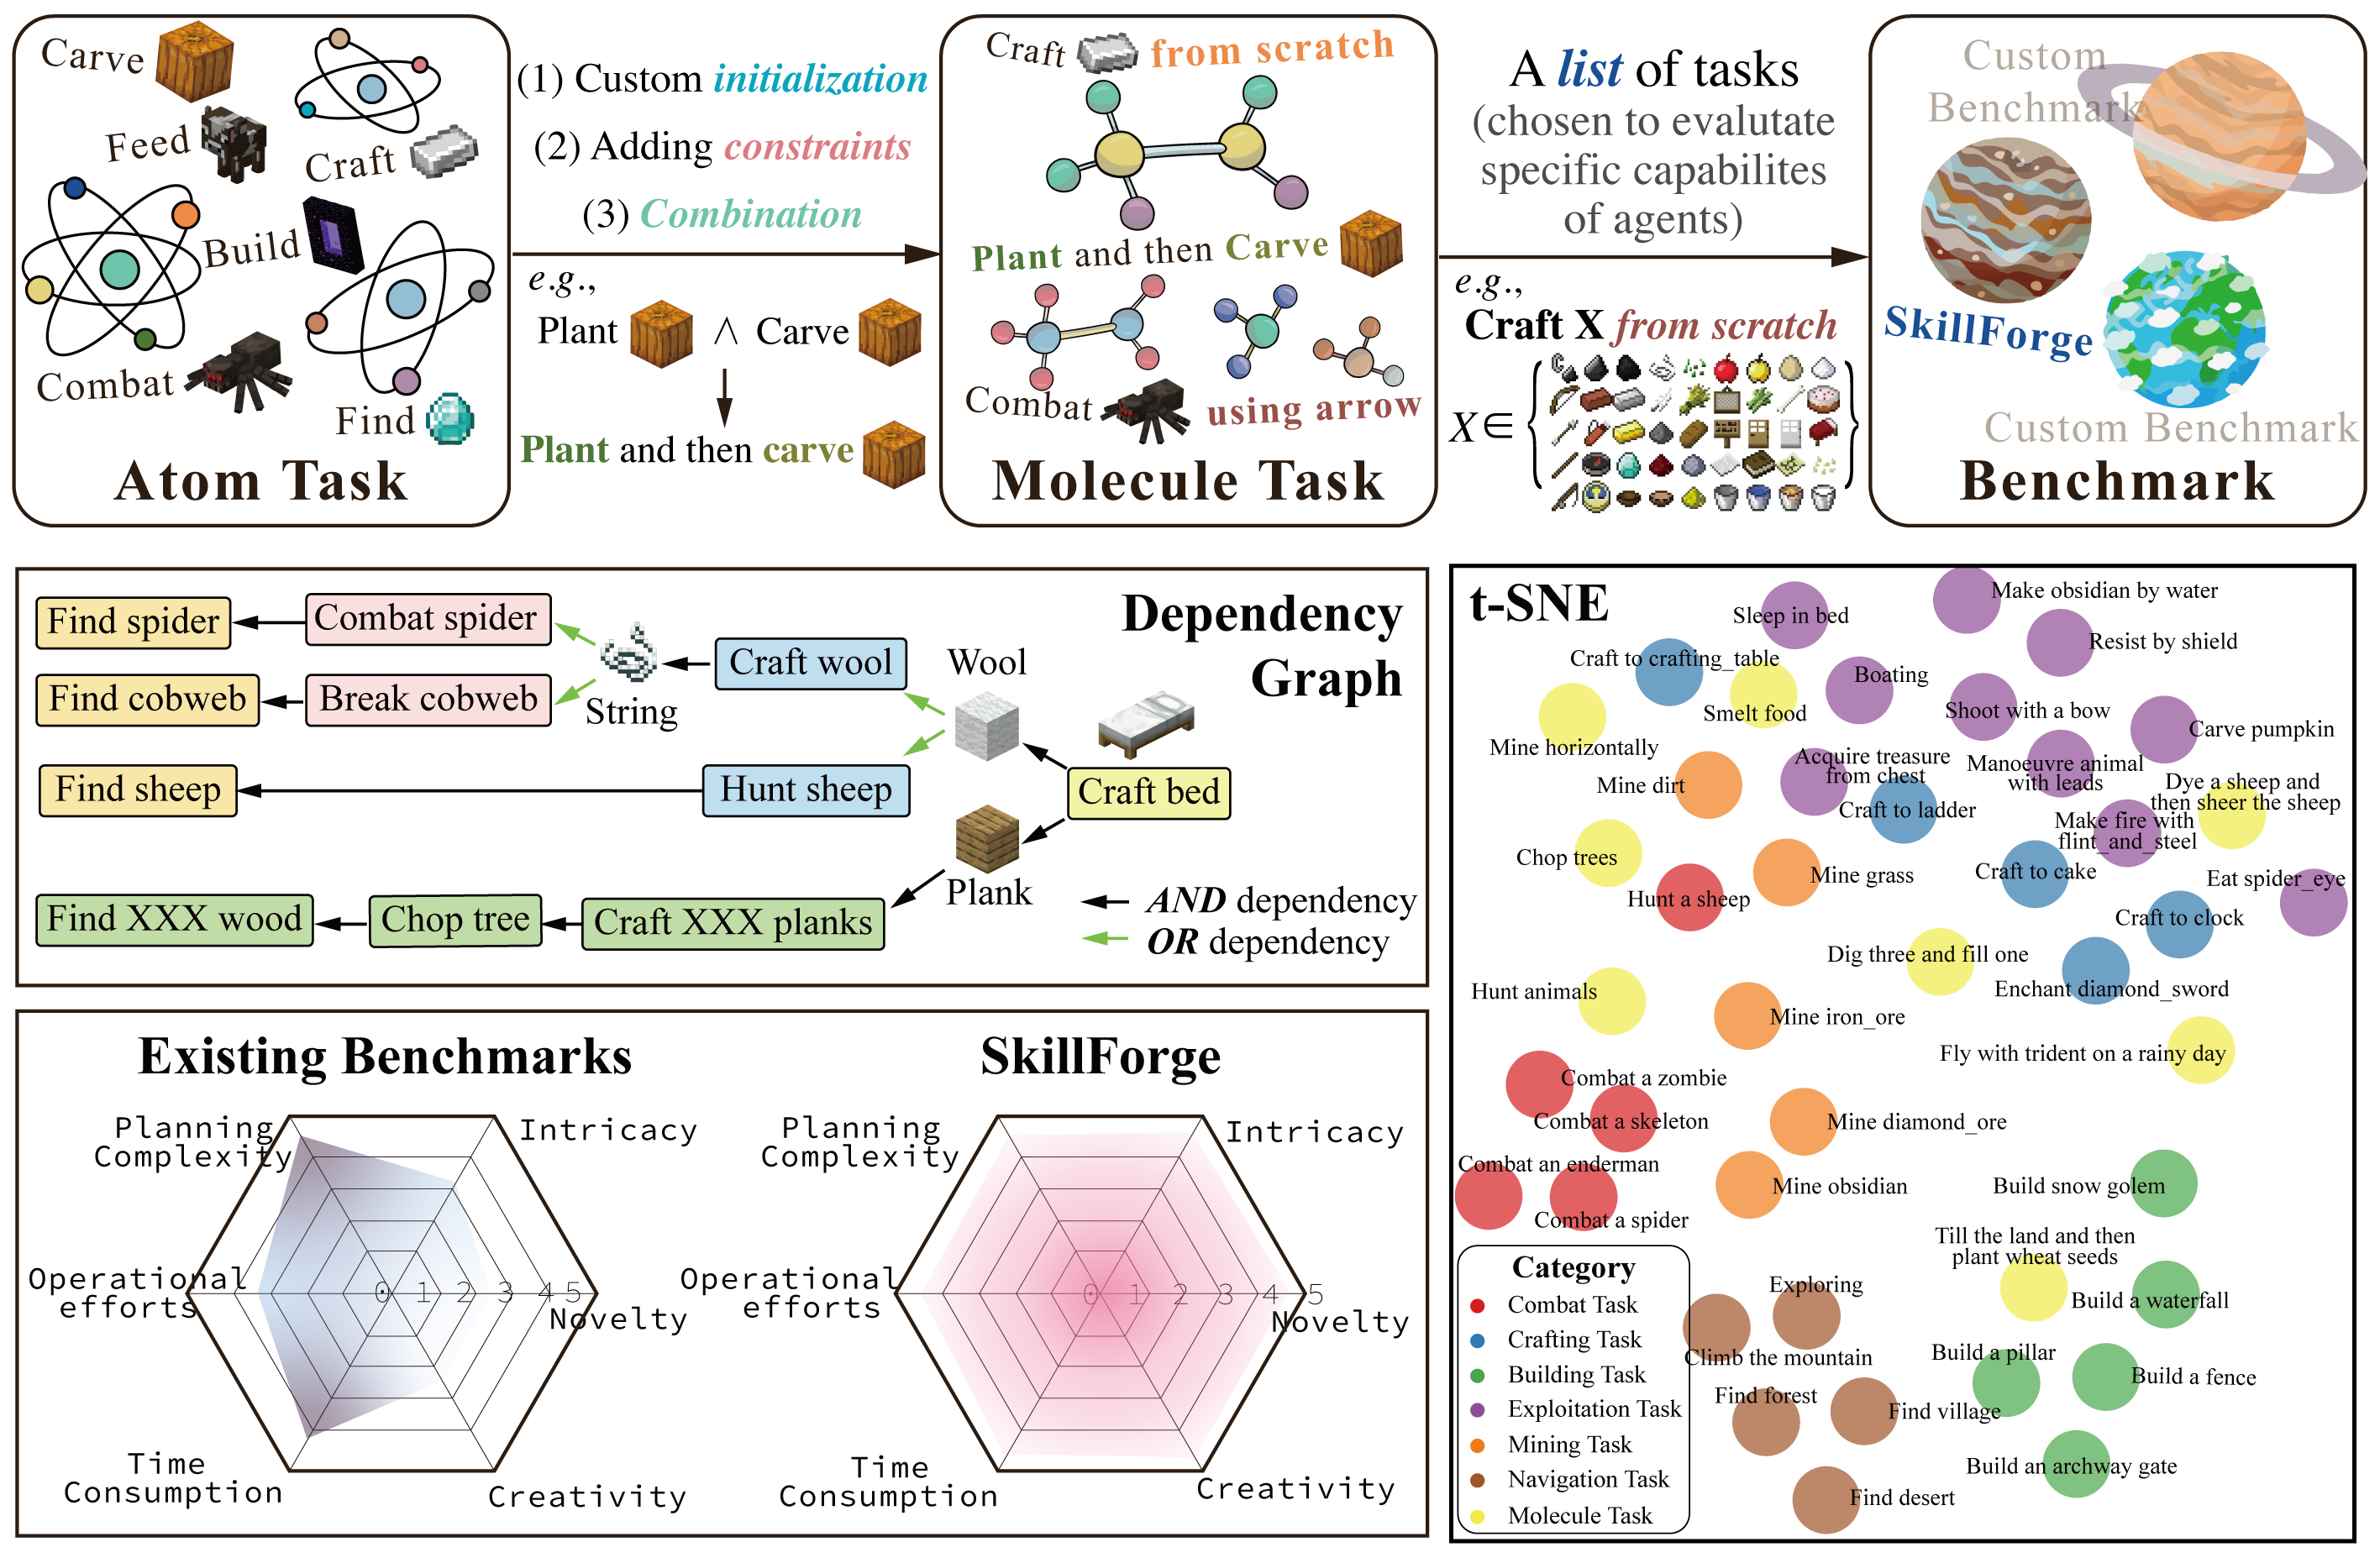 Carve
Feed
Craft
Build
Combat
Find
Atom Task
(1) Custom initialization
(2) Adding constraints
(3) Combination
e.g.,
Plant ∧ Carve
Plant and then carve
Craft from scratch
Plant and then Carve
Combat using arrow
Molecule Task
A list of tasks
(chosen to evalutate
specific capabilites
of agents)
e.g.,
Craft X from scratch
X∈
Custom
Benchmark
SkillForge
Custom Benchmark
Benchmark
Dependency
Graph
Find spider
Combat spider
Find cobweb
Break cobweb
String
Craft wool
Wool
Find sheep
Hunt sheep
Craft bed
Plank
Find XXX wood
Chop tree
Craft XXX planks
AND dependency
OR dependency
Existing Benchmarks
Planning
Complexity
Intricacy
Operational
efforts
0 1 2 3 4 5
Novelty
Time
Consumption
Creativity
SkillForge
Planning
Complexity
Intricacy
Operational
efforts
0 1 2 3 4 5
Novelty
Time
Consumption
Creativity
t-SNE
Sleep in bed
Make obsidian by water
Resist by shield
Craft to crafting_table
Boating
Smelt food
Shoot with a bow
Carve pumpkin
Mine horizontally
Acquire treasure
from chest
Manoeuvre animal
with leads
Mine dirt
Dye a sheep and
then sheer the sheep
Craft to ladder
Make fire with
flint_and_steel
Chop trees
Mine grass
Craft to cake
Eat spider_eye
Hunt a sheep
Craft to clock
Dig three and fill one
Enchant diamond_sword
Hunt animals
Mine iron_ore
Fly with trident on a rainy day
Combat a zombie
Combat a skeleton
Mine diamond_ore
Combat an enderman
Mine obsidian
Build snow golem
Combat a spider
Till the land and then
plant wheat seeds
Exploring
Build a waterfall
Climb the mountain
Build a pillar
Build a fence
Find forest
Find village
Build an archway gate
Find desert
Category
Combat Task
Crafting Task
Building Task
Exploitation Task
Mining Task
Navigation Task
Molecule Task